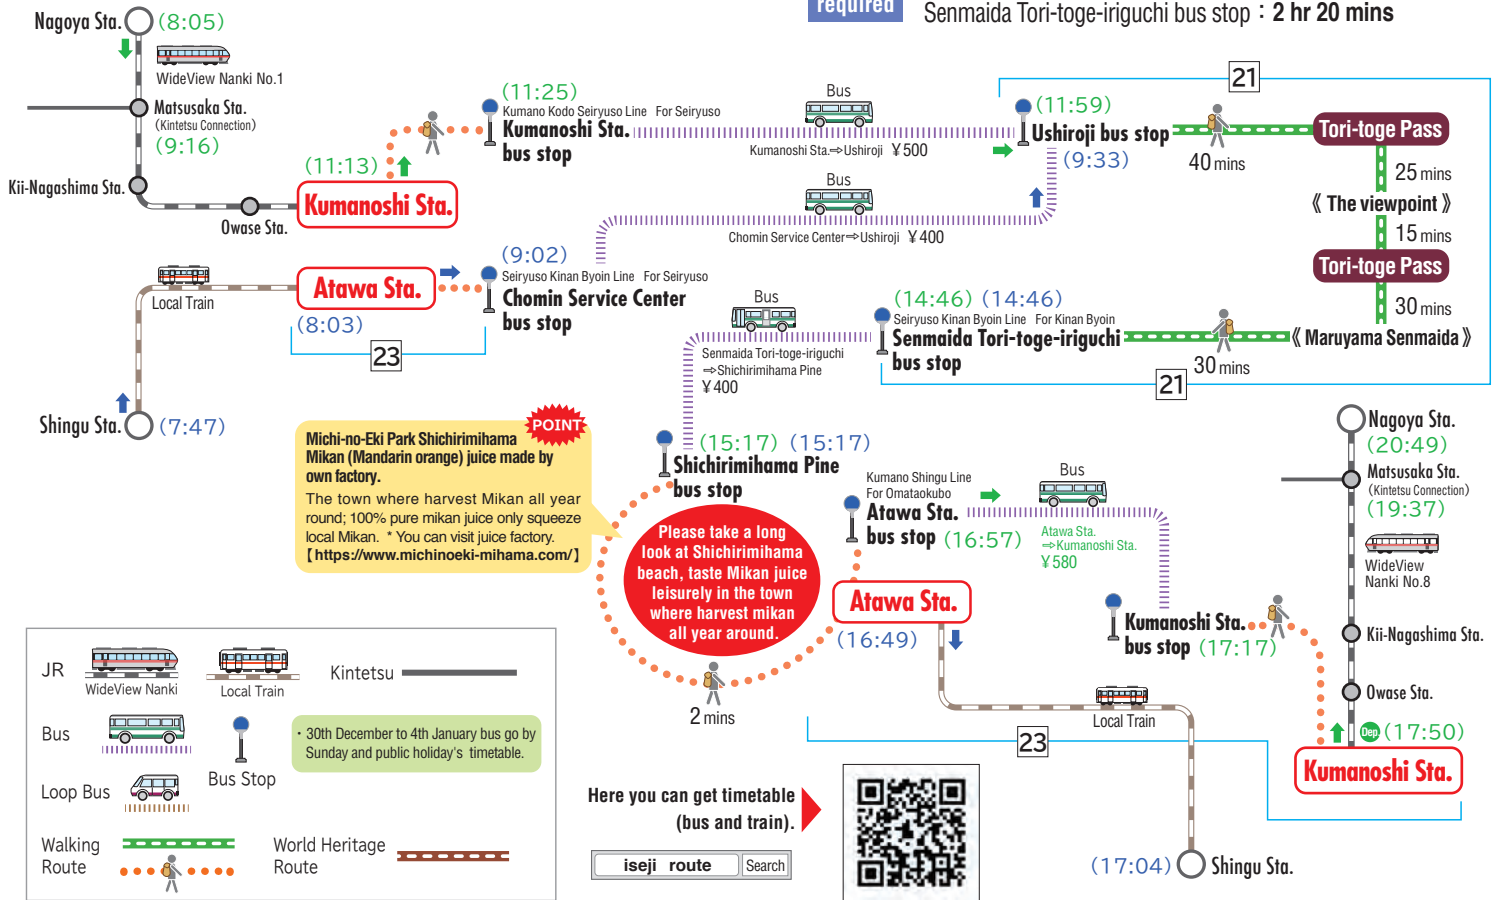 required
Senmaida Tori-toge-iriguchi bus stop : 2 hr 20 mins
Nagoya Sta.
(8:05)
WideView Nanki No.1
Matsusaka Sta.
(Kintetsu Connection)
(9:16)
Kii-Nagashima Sta.
Owase Sta.
(11:13)
Kumanoshi Sta.
(11:25)
Kumano Kodo Seiryuso Line For Seiryuso
Kumanoshi Sta.
bus stop
Bus
Kumanoshi Sta.⇨Ushiroji ¥500
21
(11:59)
Ushiroji bus stop
(9:33)
40 mins
Tori-toge Pass
25 mins
《 The viewpoint 》
15 mins
Tori-toge Pass
30 mins
《 Maruyama Senmaida 》
30 mins
21
Bus
Chomin Service Center⇨Ushiroji ¥400
Local Train
Atawa Sta.
(8:03)
23
(9:02)
Seiryuso Kinan Byoin Line For Seiryuso
Chomin Service Center
bus stop
Shingu Sta.
(7:47)
Bus
Senmaida Tori-toge-iriguchi
⇨Shichirimihama Pine
¥400
(14:46) (14:46)
Seiryuso Kinan Byoin Line For Kinan Byoin
Senmaida Tori-toge-iriguchi
bus stop
POINT
Michi-no-Eki Park Shichirimihama
Mikan (Mandarin orange) juice made by
own factory.
The town where harvest Mikan all year
round; 100% pure mikan juice only squeeze
local Mikan. * You can visit juice factory.
【https://www.michinoeki-mihama.com/】
(15:17) (15:17)
Shichirimihama Pine
bus stop
Please take a long
look at Shichirimihama
beach, taste Mikan juice
leisurely in the town
where harvest mikan
all year around.
2 mins
Kumano Shingu Line
For Omataokubo
Atawa Sta.
bus stop (16:57)
Bus
Atawa Sta.
⇨Kumanoshi Sta.
¥580
Atawa Sta.
(16:49)
Kumanoshi Sta.
bus stop (17:17)
Local Train
23
(17:04)
Shingu Sta.
Nagoya Sta.
(20:49)
Matsusaka Sta.
(Kintetsu Connection)
(19:37)
WideView
Nanki No.8
Kii-Nagashima Sta.
Owase Sta.
Dep. (17:50)
Kumanoshi Sta.
JR
WideView Nanki
Local Train
Kintetsu
Bus
Bus Stop
・30th December to 4th January bus go by
Sunday and public holiday's timetable.
Loop Bus
Walking
Route
World Heritage
Route
Here you can get timetable
(bus and train).
iseji route
Search